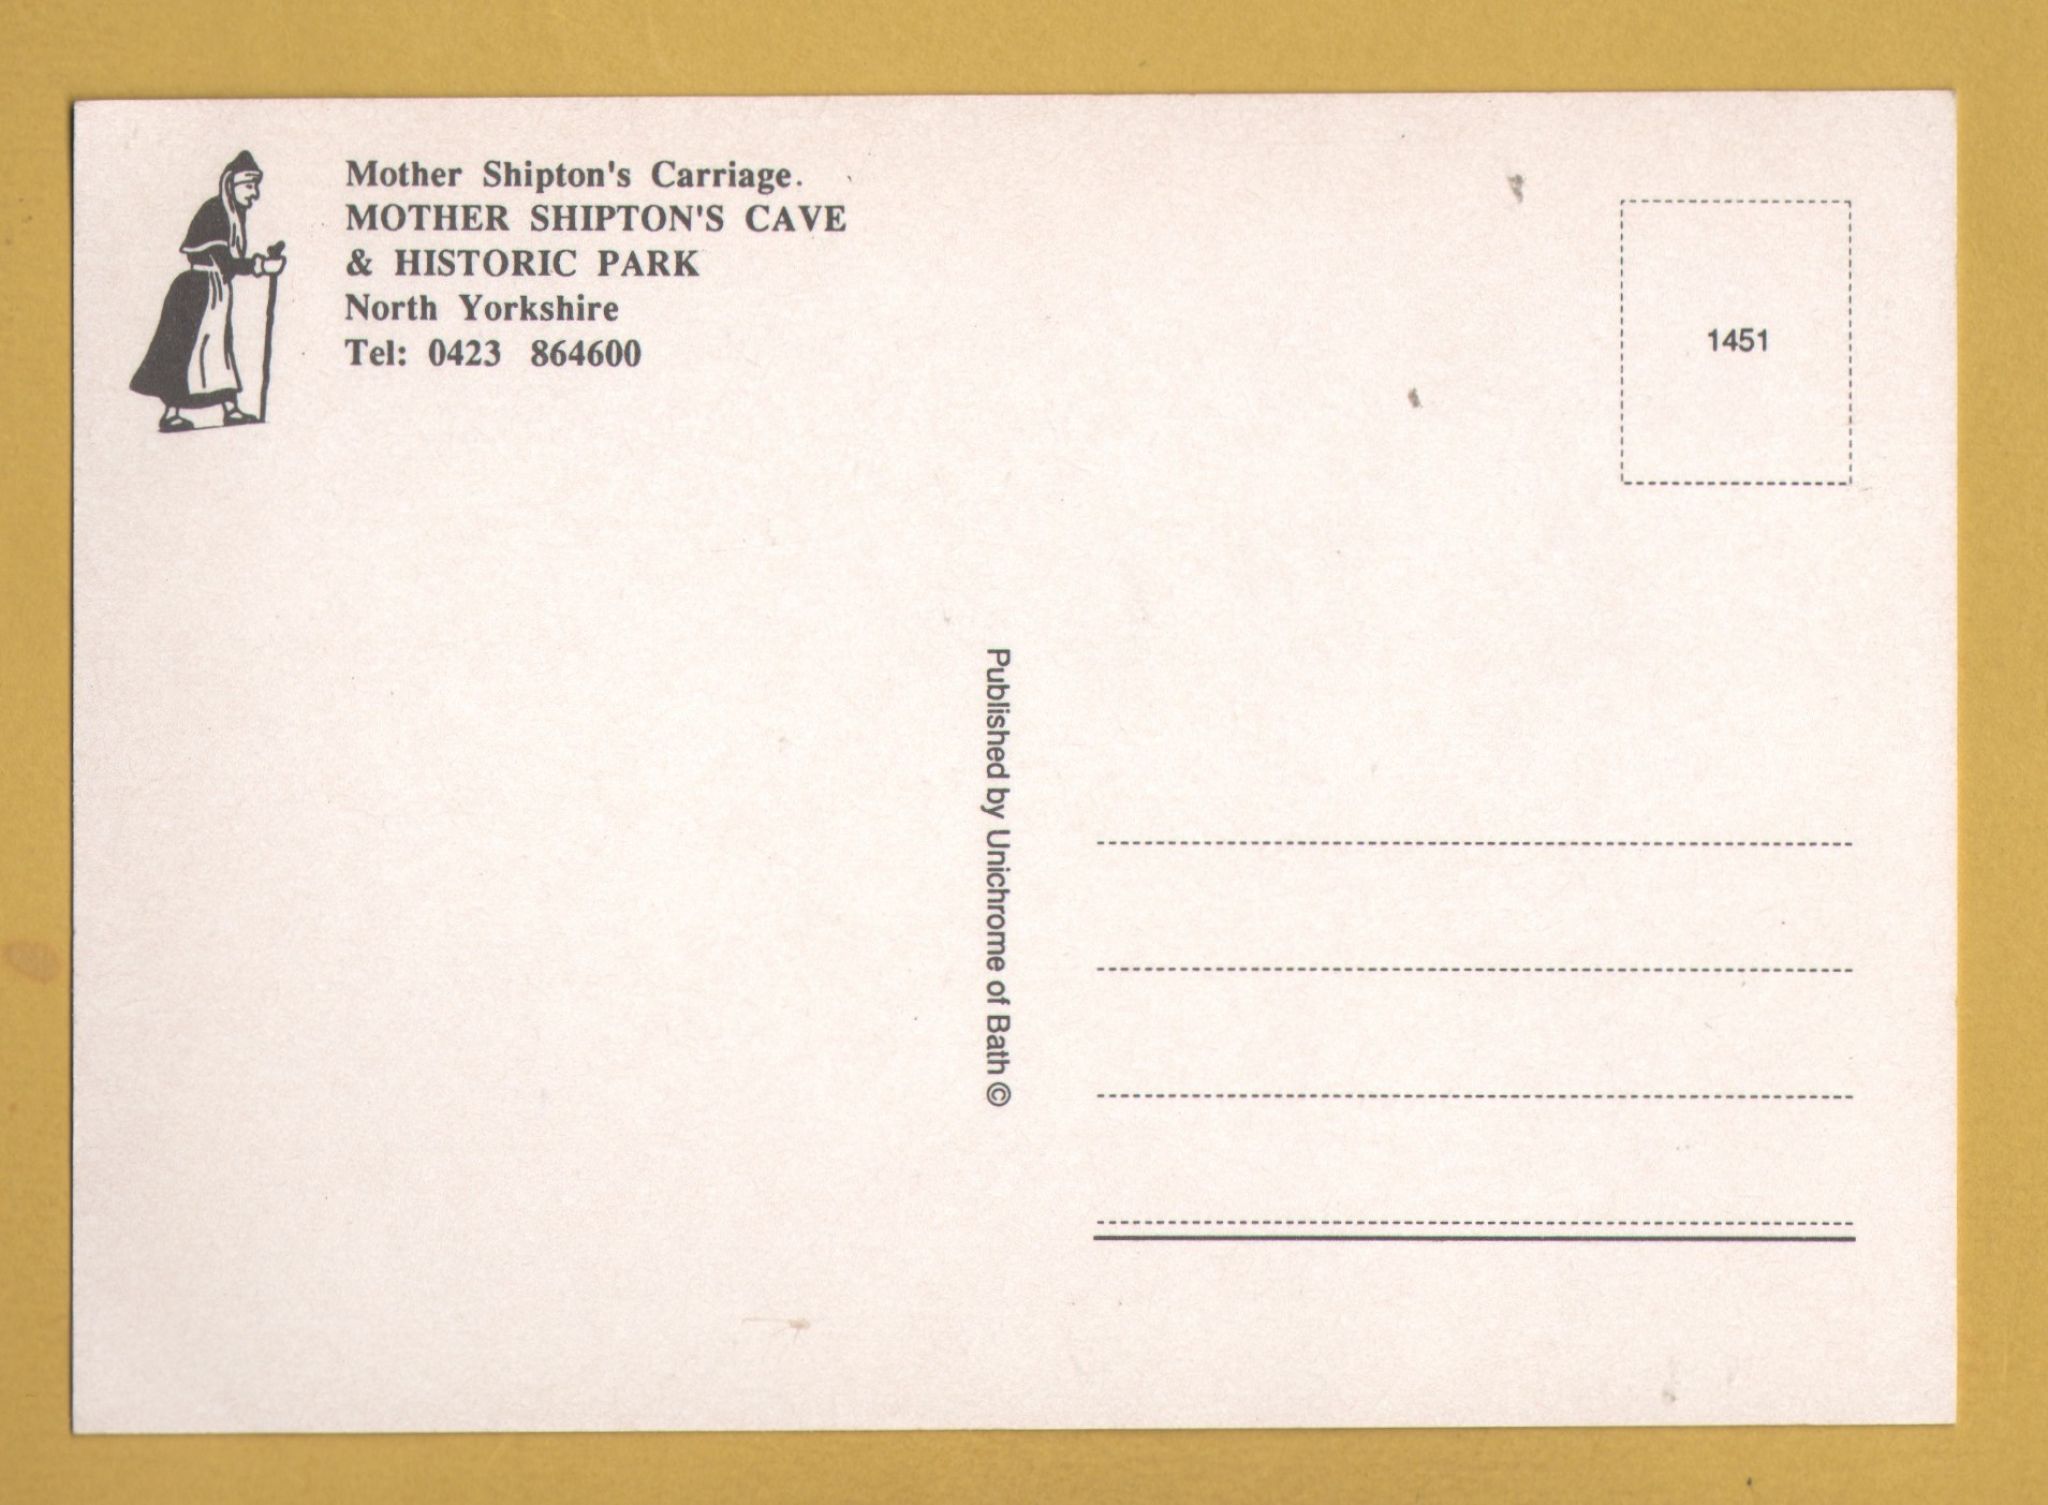 Mother Shipton's Carriage.
MOTHER SHIPTON'S CAVE
& HISTORIC PARK
North Yorkshire
Tel: 0423 864600
1451
Published by Unichrome of Bath ©